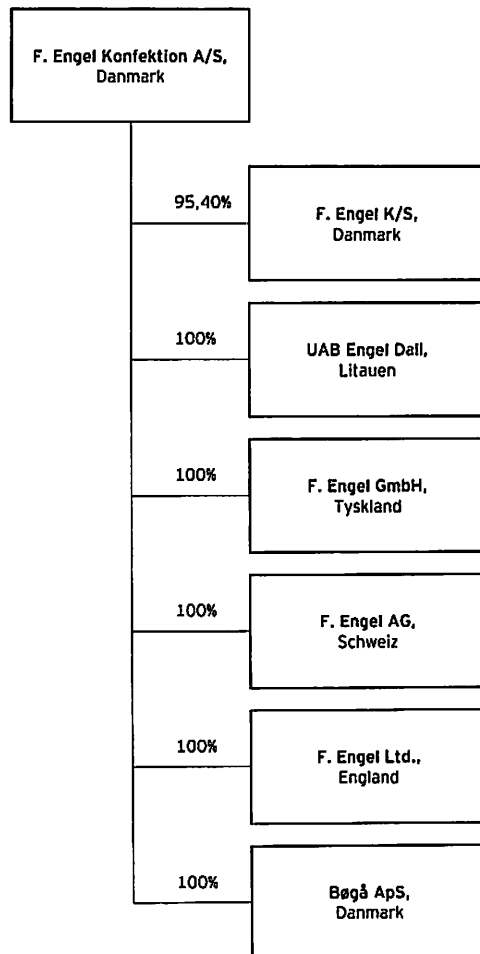 F. Engel Konfektion A/S,
Danmark
95,40%
F. Engel K/S,
Danmark
100%
UAB Engel Dall,
Litauen
100%
F. Engel GmbH,
Tyskland
100%
F. Engel AG,
Schweiz
100%
F. Engel Ltd.,
England
100%
Bøgå ApS,
Danmark